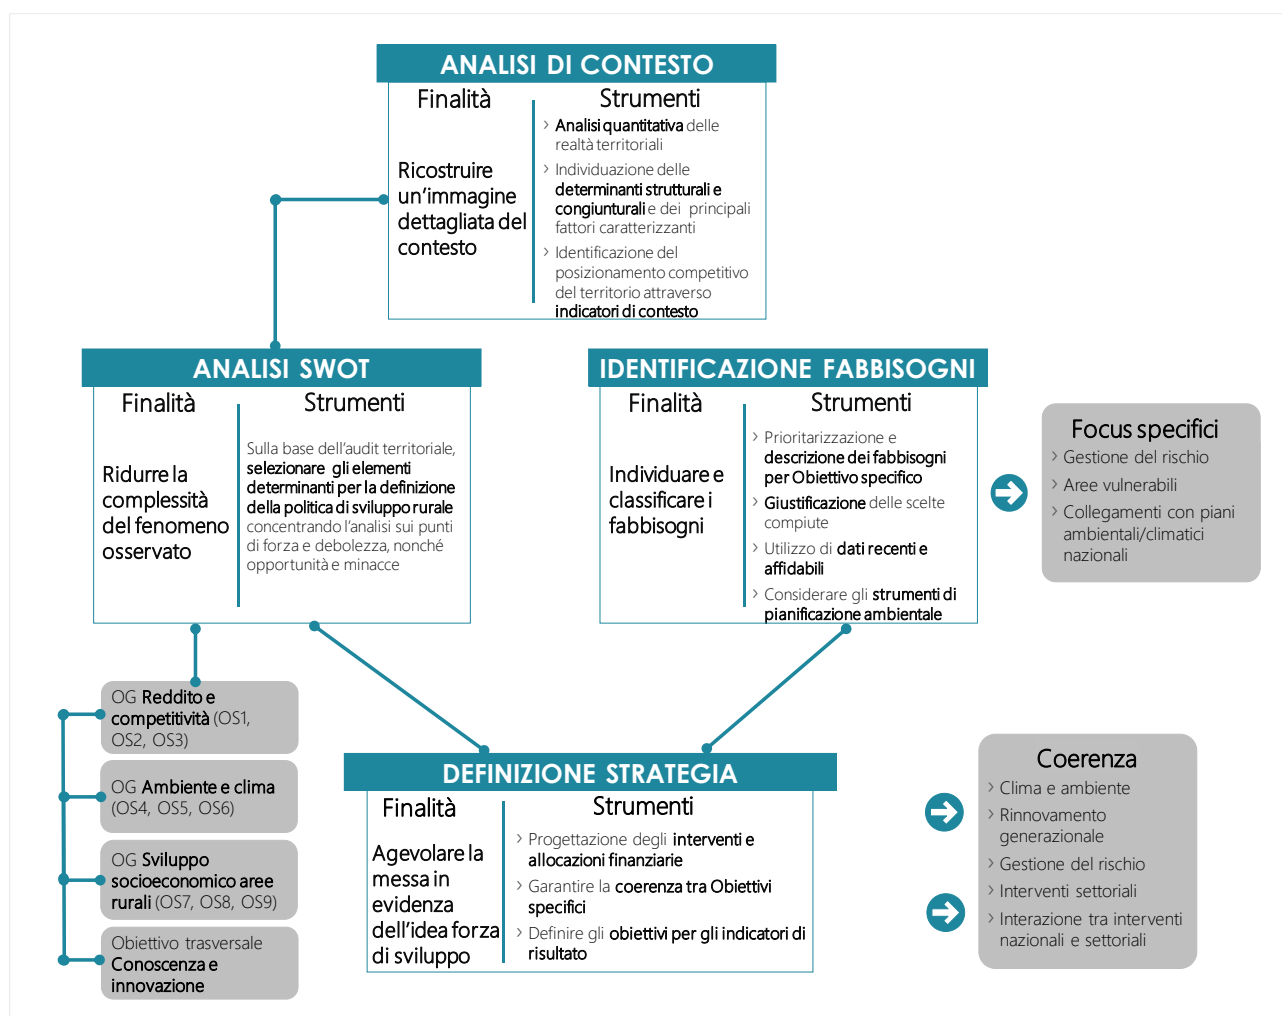 ANALISI DI CONTESTO
Finalità
Ricostruire
un’immagine
dettagliata del
contesto
Strumenti
› Analisi quantitativa delle
realtà territoriali
› Individuazione delle
determinanti strutturali e
congiunturali e dei principali
fattori caratterizzanti
› Identificazione del
posizionamento competitivo
del territorio attraverso
indicatori di contesto
ANALISI SWOT
Finalità
Ridurre la
complessità
del fenomeno
osservato
Strumenti
Sulla base dell’audit territoriale,
selezionare gli elementi
determinanti per la definizione
della politica di sviluppo rurale
concentrando l’analisi sui punti
di forza e debolezza, nonché
opportunità e minacce
IDENTIFICAZIONE FABBISOGNI
Finalità
Individuare e
classificare i
fabbisogni
Strumenti
› Prioritarizzazione e
descrizione dei fabbisogni
per Obiettivo specifico
› Giustificazione delle scelte
compiute
› Utilizzo di dati recenti e
affidabili
› Considerare gli strumenti di
pianificazione ambientale
Focus specifici
› Gestione del rischio
› Aree vulnerabili
› Collegamenti con piani
ambientali/climatici
nazionali
OG Reddito e
competitività (OS1,
OS2, OS3)
OG Ambiente e clima
(OS4, OS5, OS6)
OG Sviluppo
socioeconomico aree
rurali (OS7, OS8, OS9)
Obiettivo trasversale
Conoscenza e
innovazione
DEFINIZIONE STRATEGIA
Finalità
Agevolare la
messa in
evidenza
dell’idea forza
di sviluppo
Strumenti
› Progettazione degli interventi e
allocazioni finanziarie
› Garantire la coerenza tra Obiettivi
specifici
› Definire gli obiettivi per gli indicatori di
risultato
Coerenza
› Clima e ambiente
› Rinnovamento
generazionale
› Gestione del rischio
› Interventi settoriali
› Interazione tra interventi
nazionali e settoriali